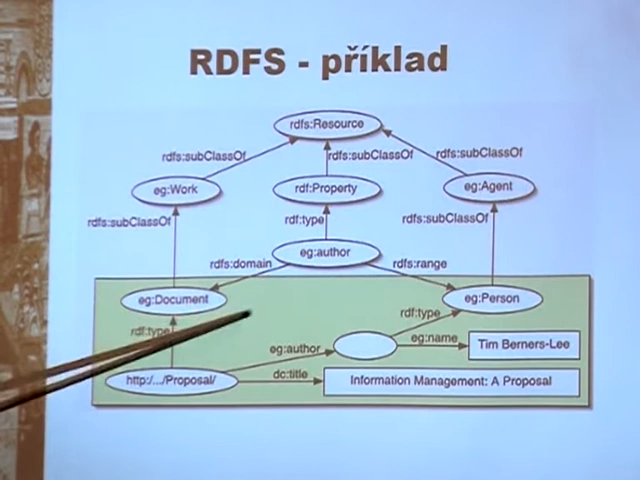 RDFS - příklad
rdfs:Resource
rdfs:subClassOf
rdfs:subClassOf
rdfs:subClassOf
eg:Work
rdf:Property
eg:Agent
rdfs:subClassOf
rdf:type
rdfs:subClassOf
eg:author
rdfs:domain
rdfs:range
eg:Document
eg:Person
rdf:type
rdf:type
eg:author
eg:name
Tim Berners-Lee
http:/.../Proposal/
dc:title
Information Management: A Proposal